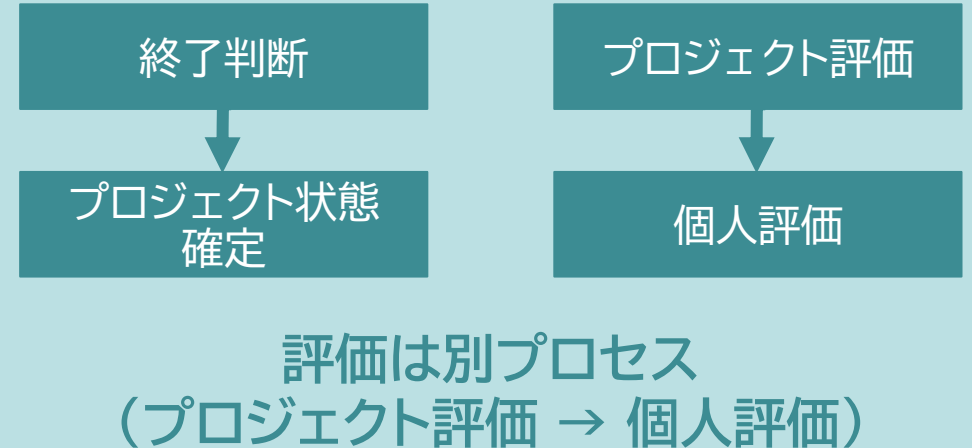 終了判断
プロジェクト状態
確定
プロジェクト評価
個人評価
評価は別プロセス
（プロジェクト評価 → 個人評価）